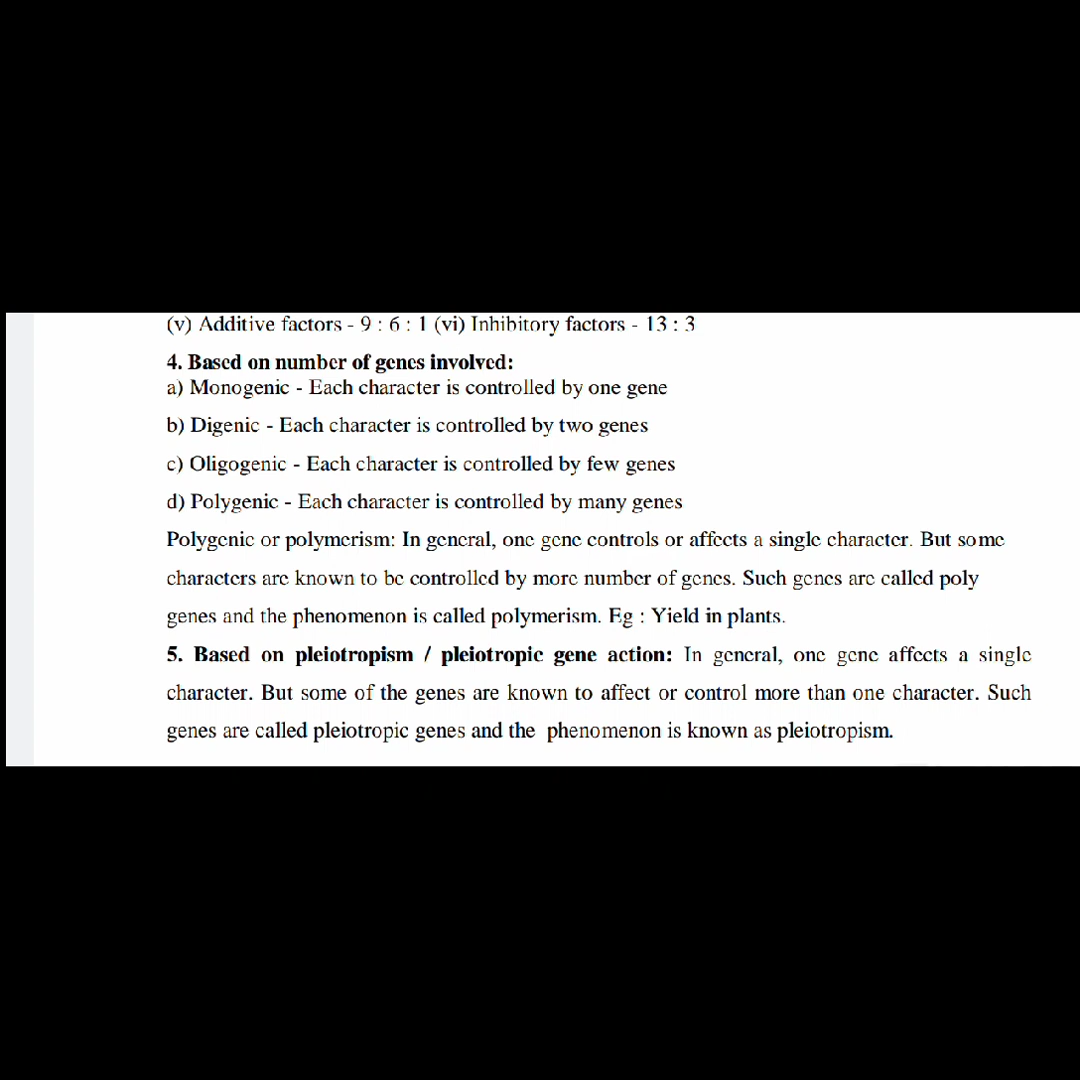 (v) Additive factors - 9 : 6 : 1 (vi) Inhibitory factors - 13 : 3
4. Based on number of genes involved:
a) Monogenic - Each character is controlled by one gene
b) Digenic - Each character is controlled by two genes
c) Oligogenic - Each character is controlled by few genes
d) Polygenic - Each character is controlled by many genes
Polygenic or polymerism: In general, one gene controls or affects a single character. But some
characters are known to be controlled by more number of genes. Such genes are called poly
genes and the phenomenon is called polymerism. Eg : Yield in plants.
5. Based on pleiotropism / pleiotropic gene action: In general, one gene affects a single
character. But some of the genes are known to affect or control more than one character. Such
genes are called pleiotropic genes and the phenomenon is known as pleiotropism.